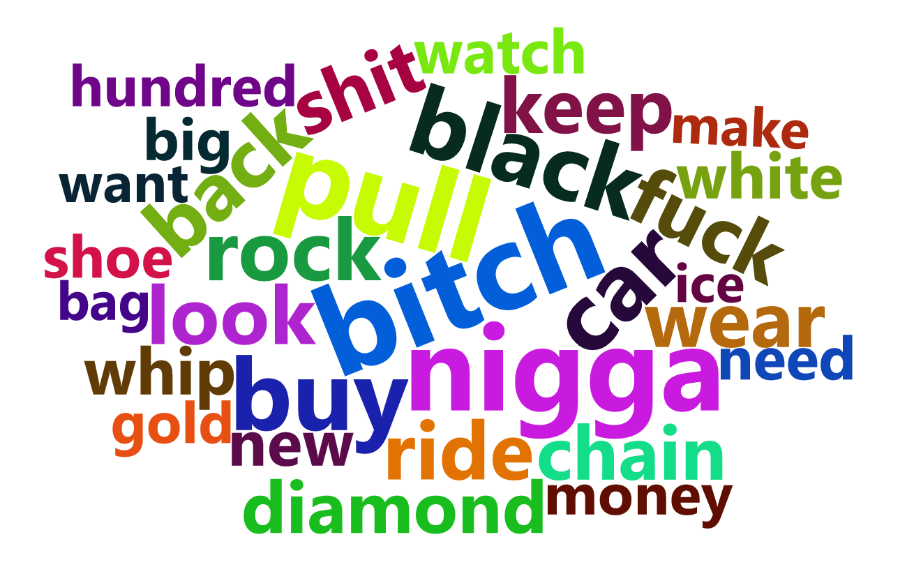 watch
hundred
shit
keep
black
make
big
back
white
want
pull
fuck
rock
shoe
car
ice
bag
look
bitch
wear
whip
buy
nigga
need
gold
new
ride
chain
diamond
money